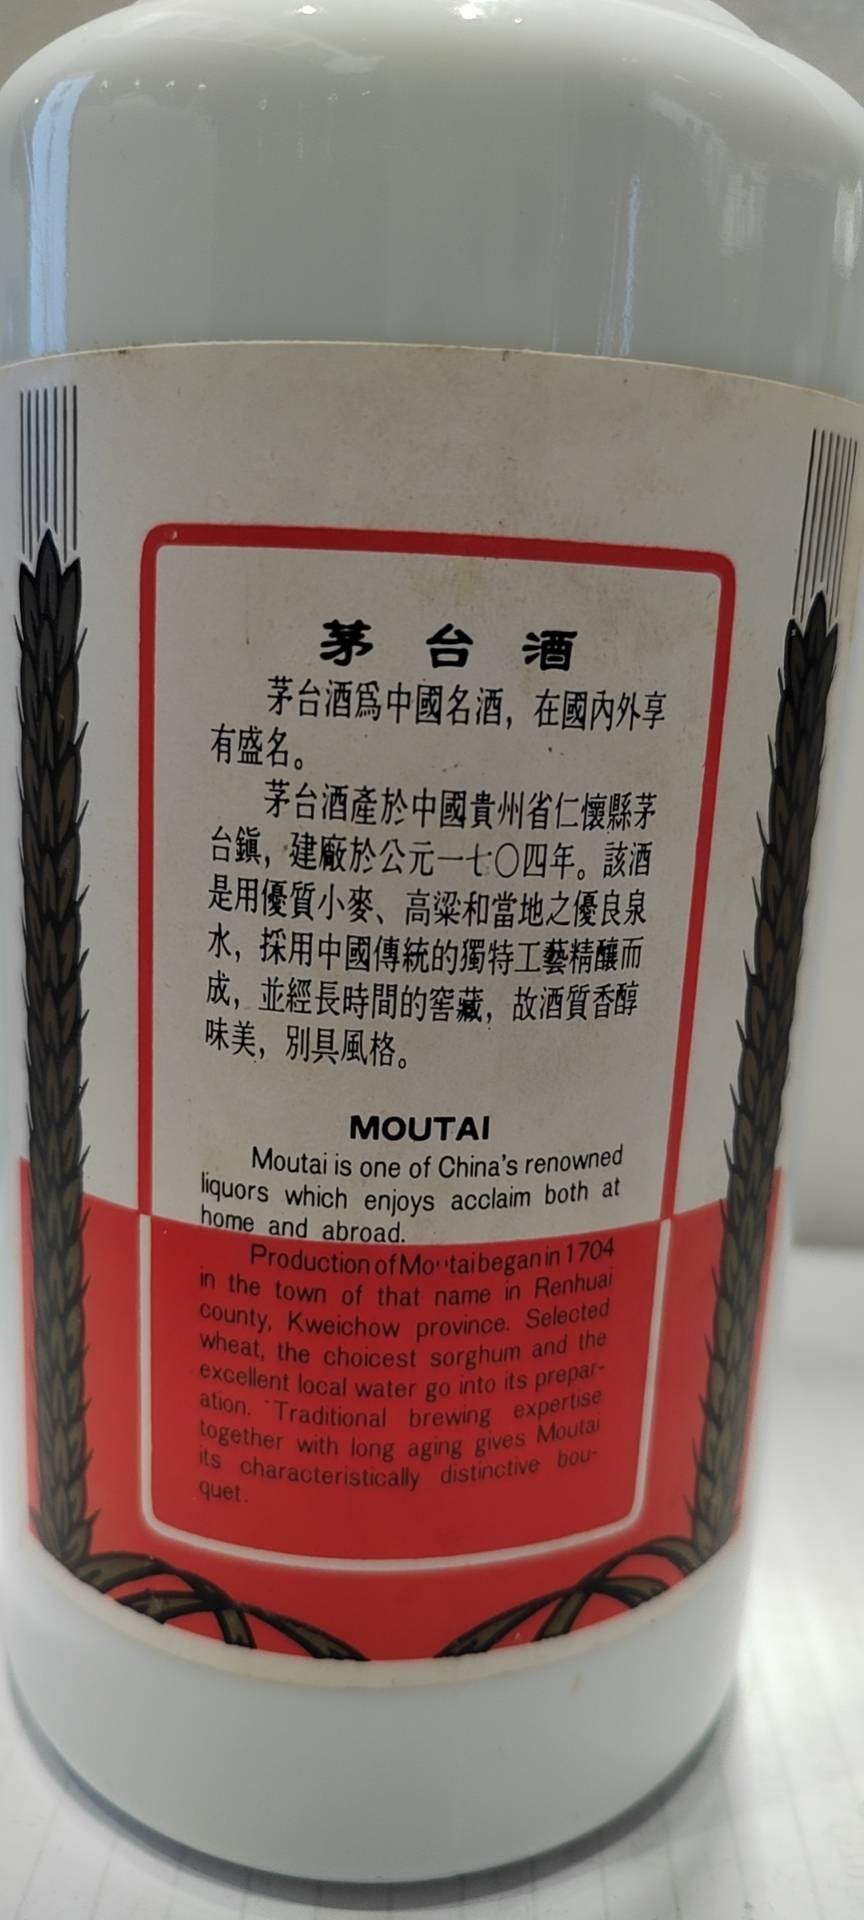 茅台酒
茅台酒爲中國名酒，在國內外享
有盛名。
茅台酒產於中國貴州省仁懷縣茅
台鎭，建廠於公元一七〇四年。該酒
是用優質小麥、高粱和當地之優良泉
水，採用中國傳統的獨特工藝精釀而
成，並經長時間的窖藏，故酒質香醇
味美，別具風格。
MOUTAI
Moutai is one of China's renowned
liquors which enjoys acclaim both at
home and abroad.
Production of Moutai began in 1704
in the town of that name in Renhuai
county, Kweichow province. Selected
wheat, the choicest sorghum and the
excellent local water go into its prepar-
ation. Traditional brewing expertise
together with long aging gives Moutai
its characteristically distinctive bou-
quet.